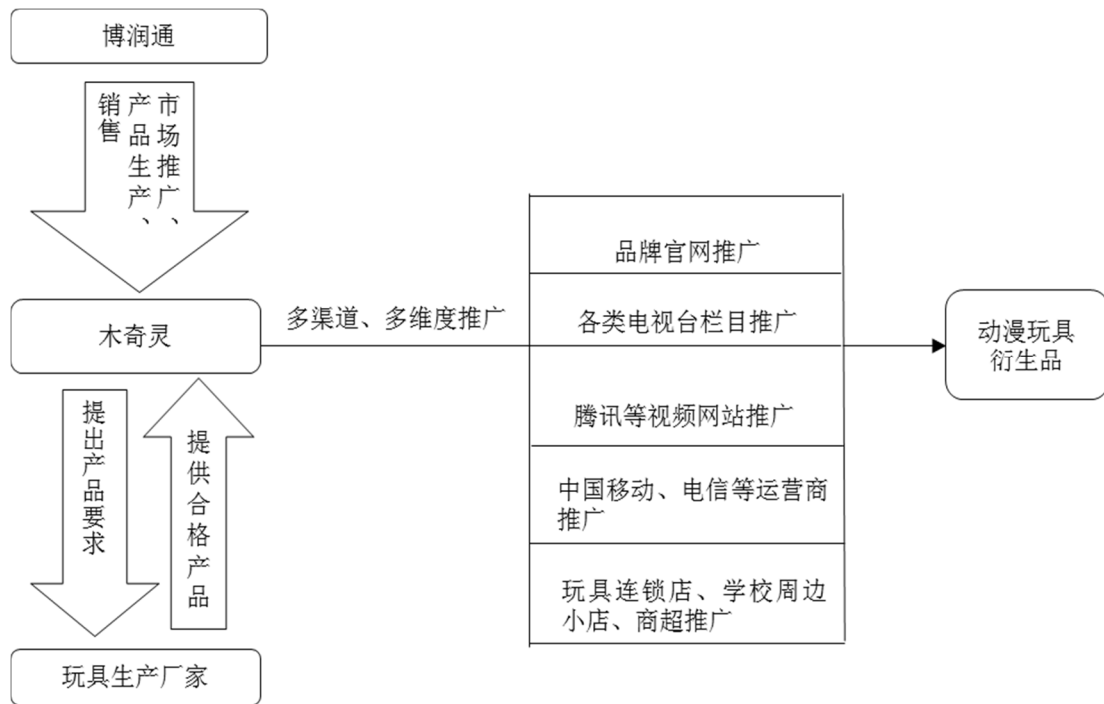 博润通
市场推广、
产品生产、
销售
品牌官网推广
木奇灵
多渠道、多维度推广
各类电视台栏目推广
动漫玩具
衍生品
腾讯等视频网站推广
提出产品要求
提供合格产品
中国移动、电信等运营商
推广
玩具连锁店、学校周边
小店、商超推广
玩具生产厂家